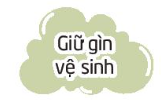 Giữ gìn
vệ sinh